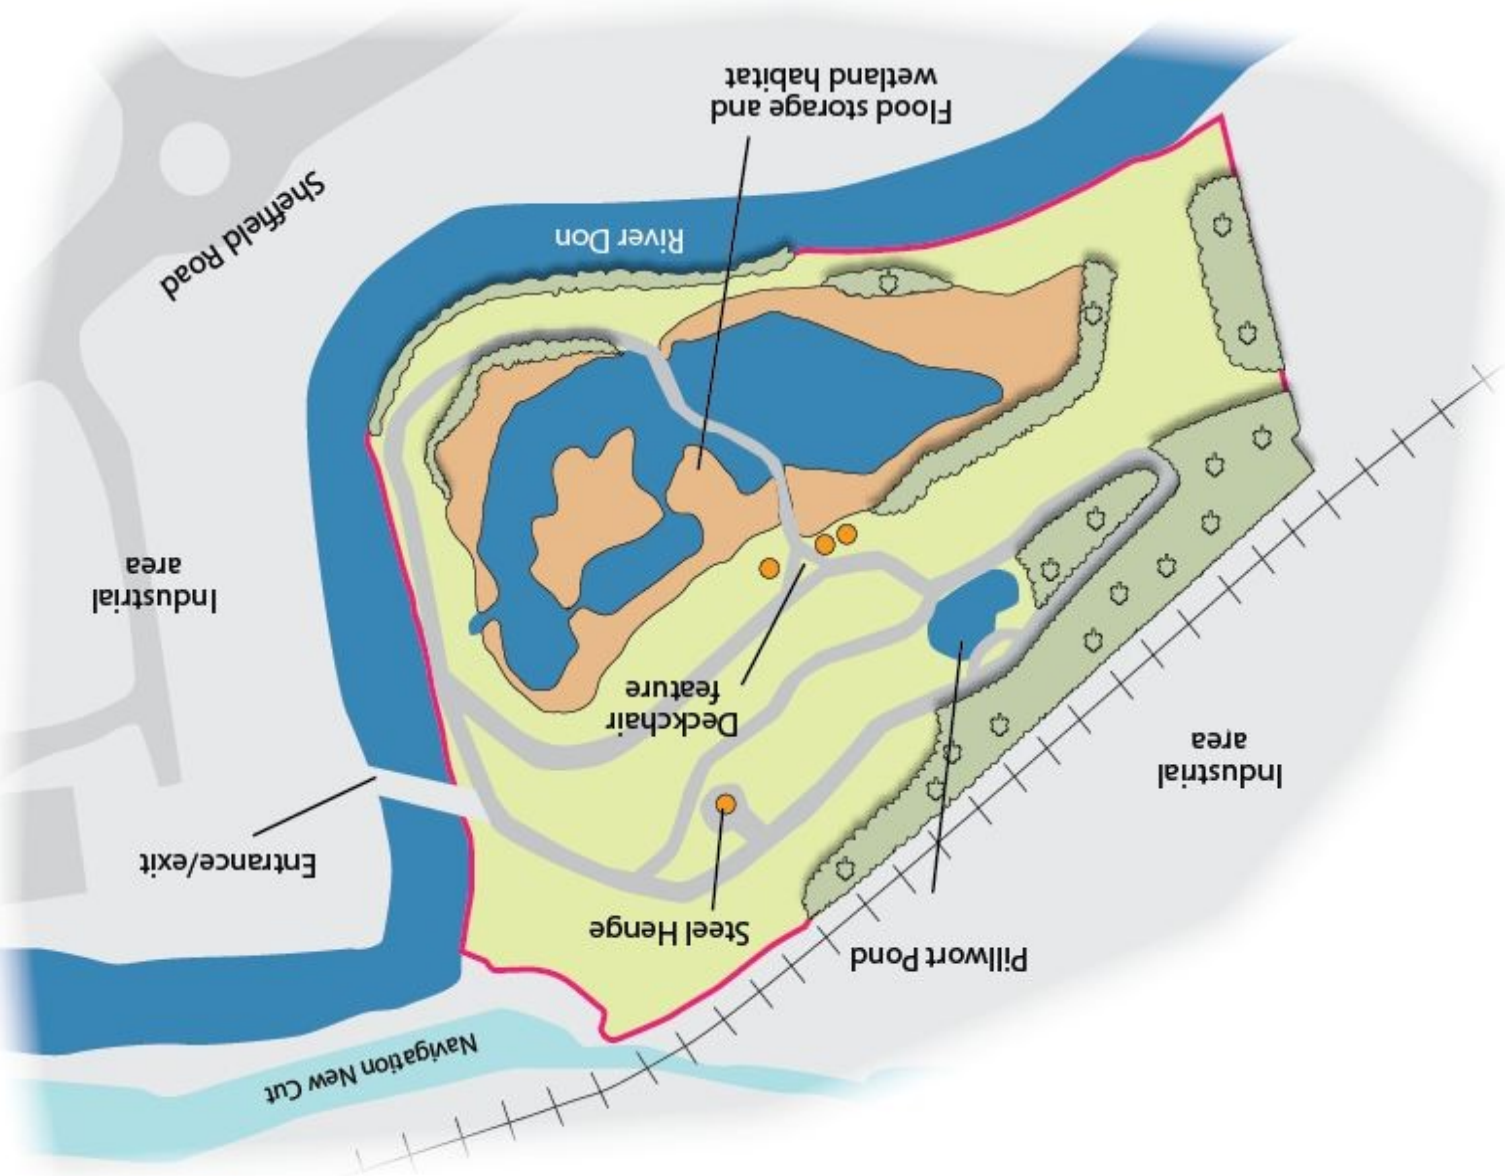 Navigation New Cut
Pillwort Pond
Steel Henge
Entrance/exit
Industrial
area
Deckchair
feature
Industrial
area
River Don
Sheffield Road
Flood storage and
wetland habitat